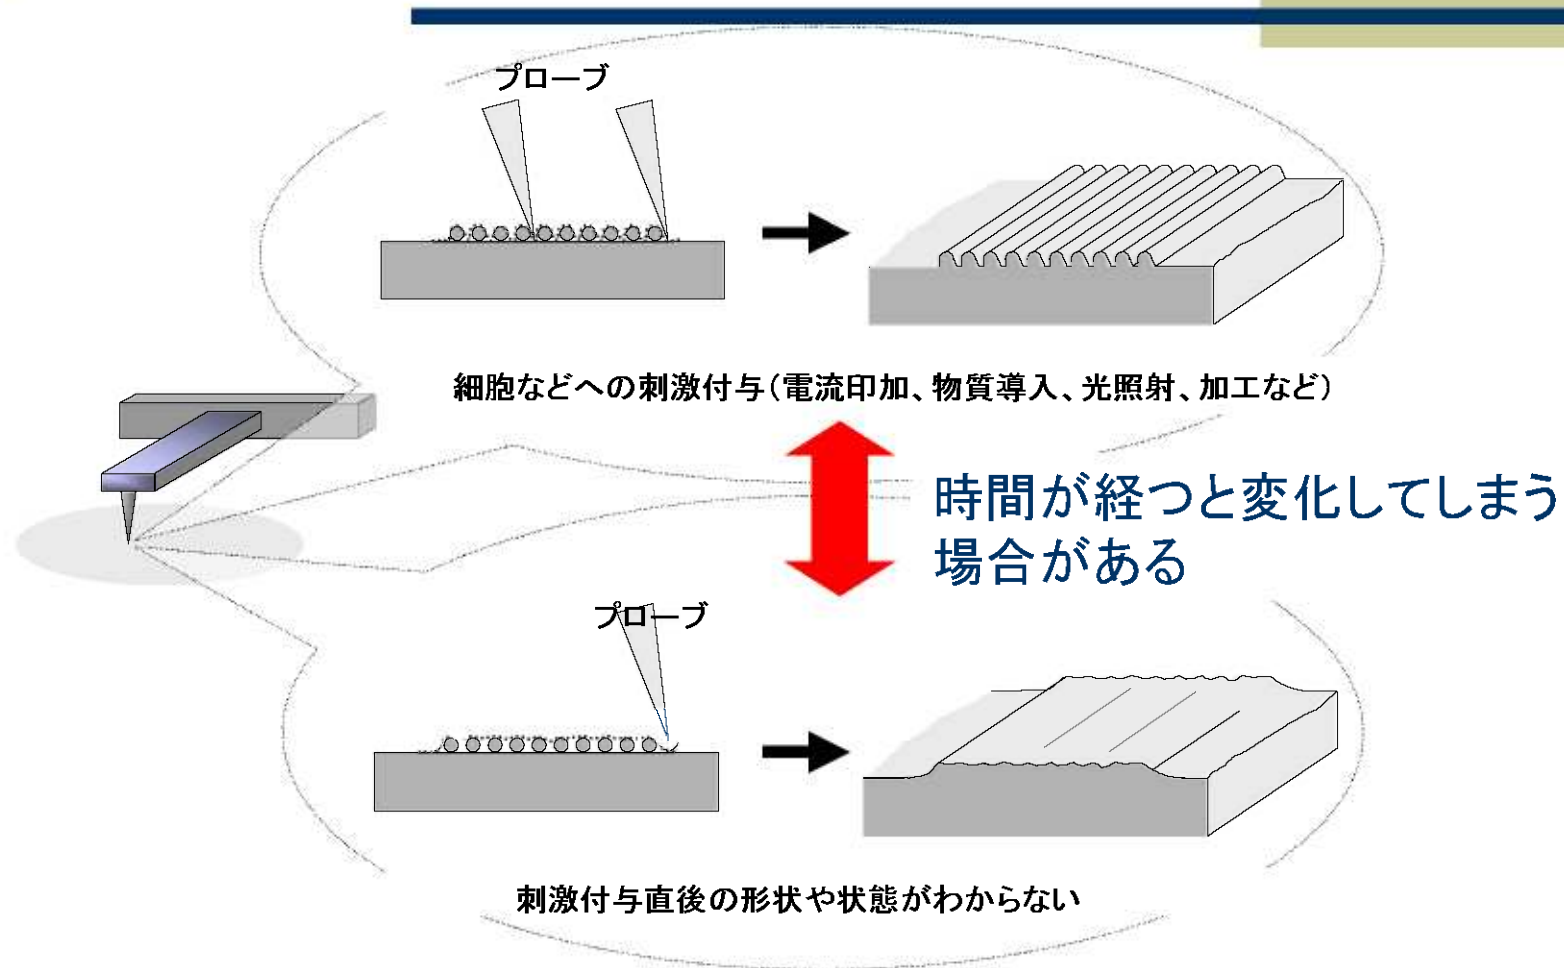 プローブ
細胞などへの刺激付与(電流印加、物質導入、光照射、加工など)
時間が経つと変化してしまう
場合がある
プローブ
刺激付与直後の形状や状態がわからない